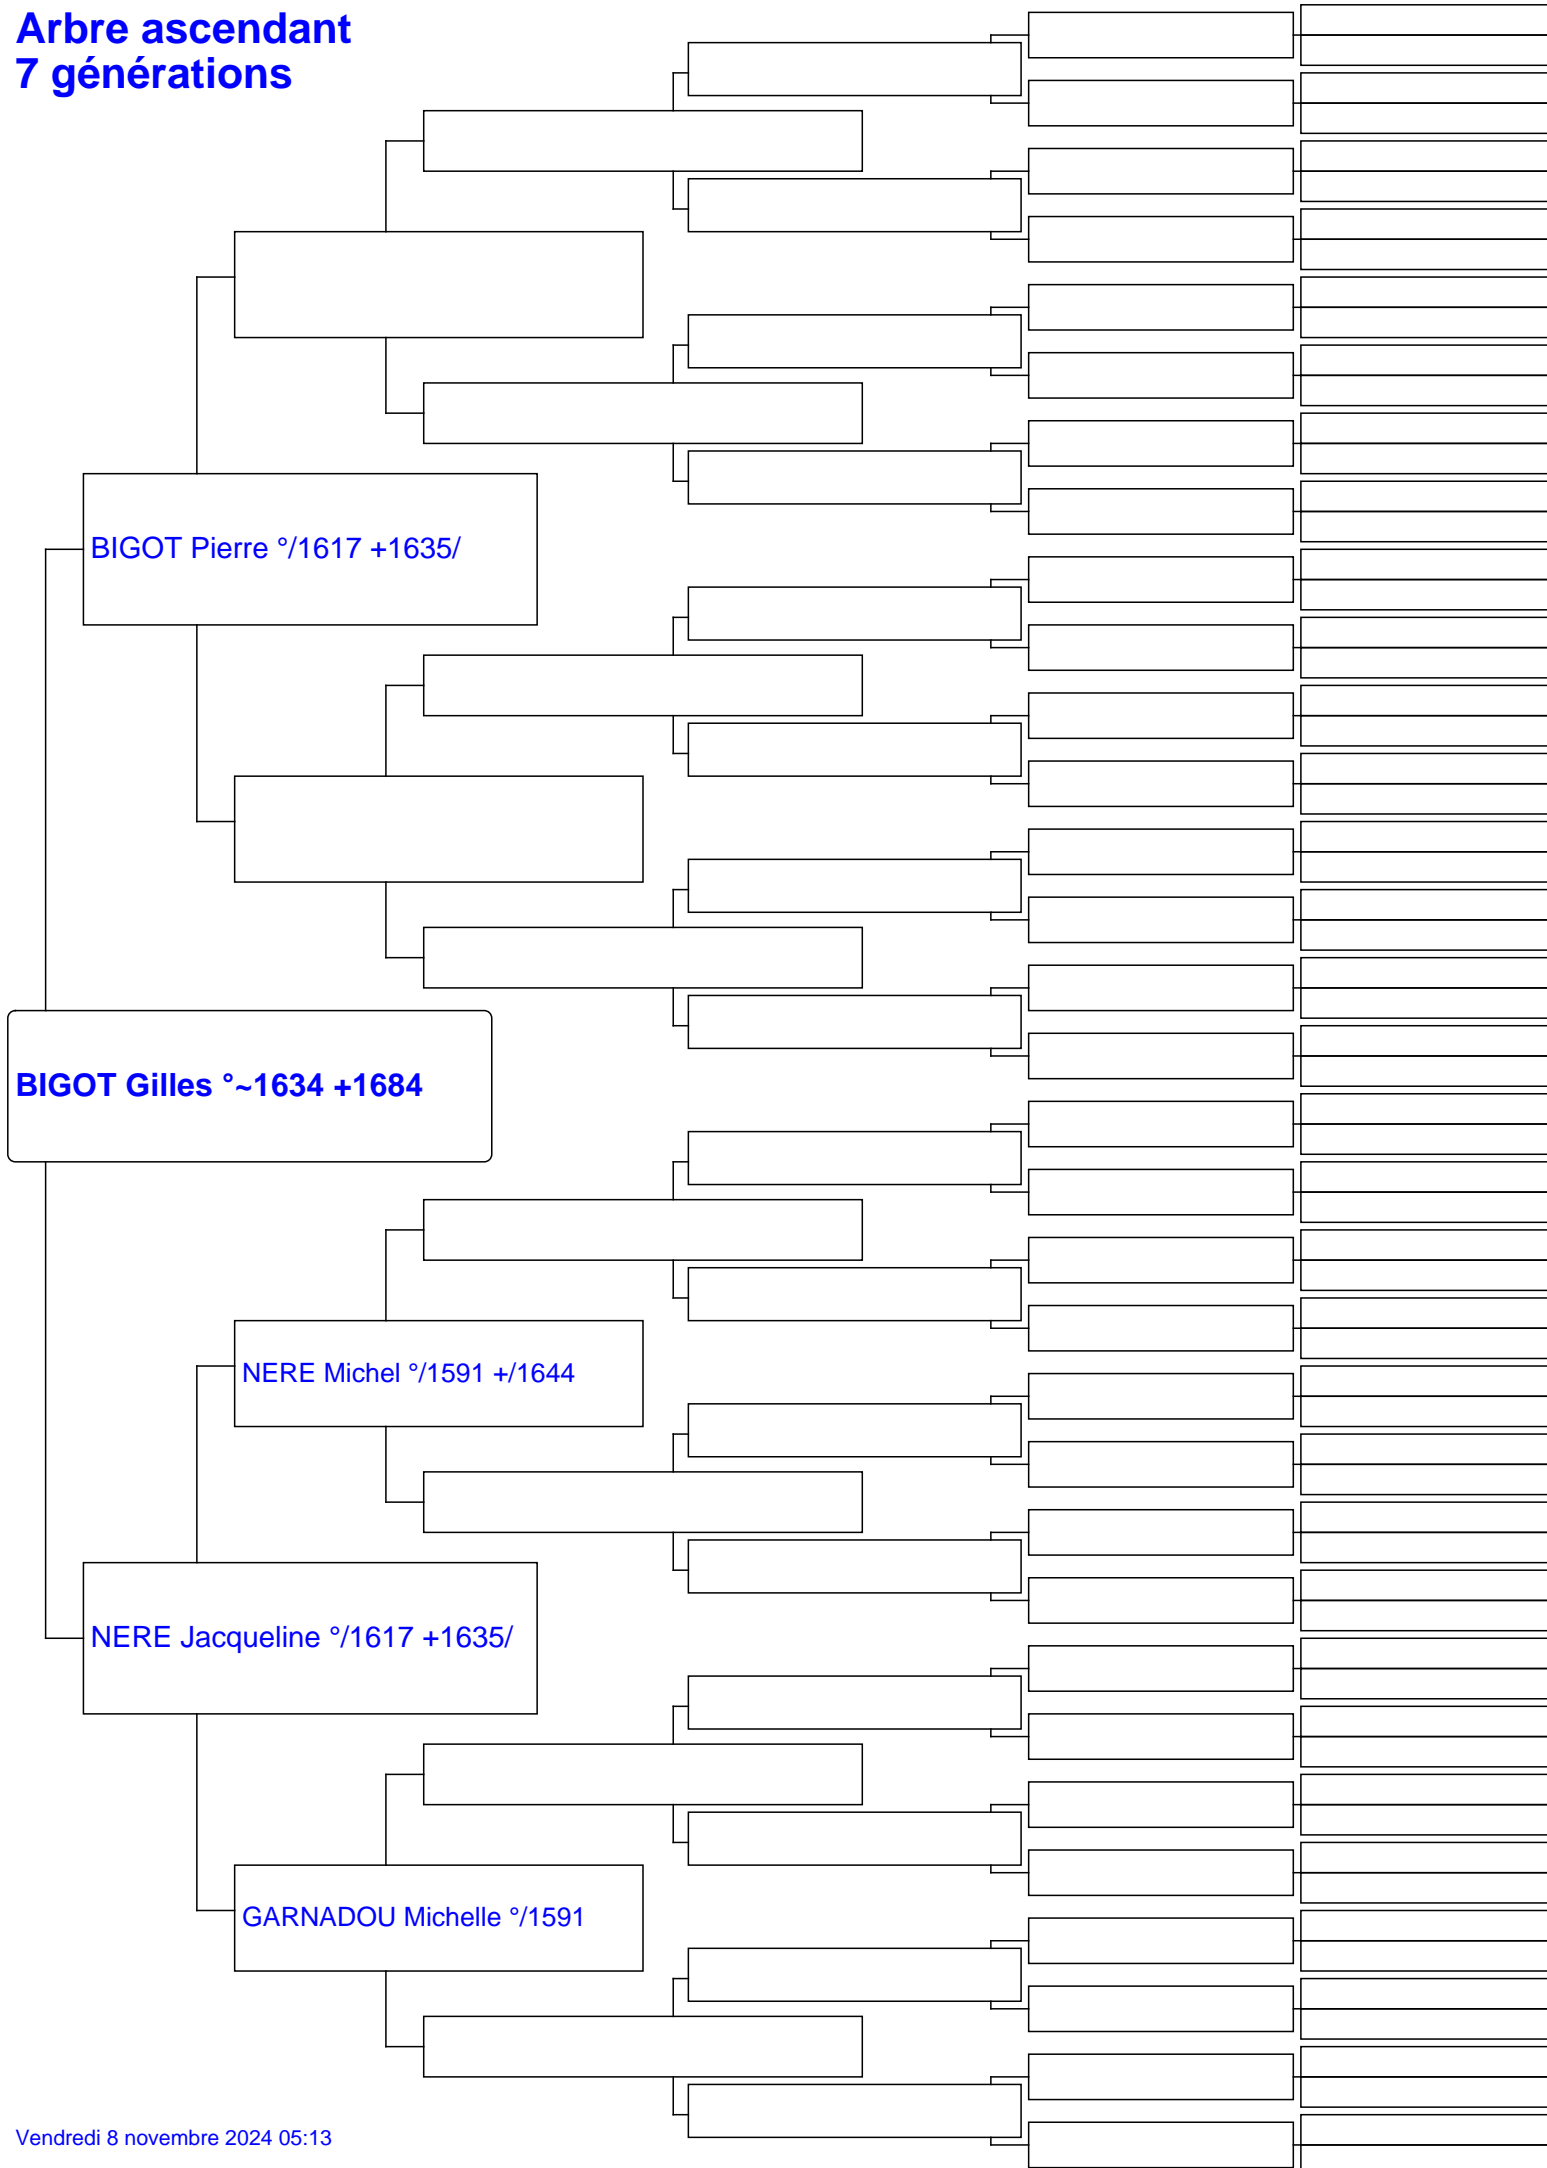 Arbre ascendant
7 générations
BIGOT Pierre °/1617 +1635/
BIGOT Gilles °~1634 +1684
NERE Michel °/1591 +/1644
NERE Jacqueline °/1617 +1635/
GARNADOU Michelle °/1591
Vendredi 8 novembre 2024 05:13